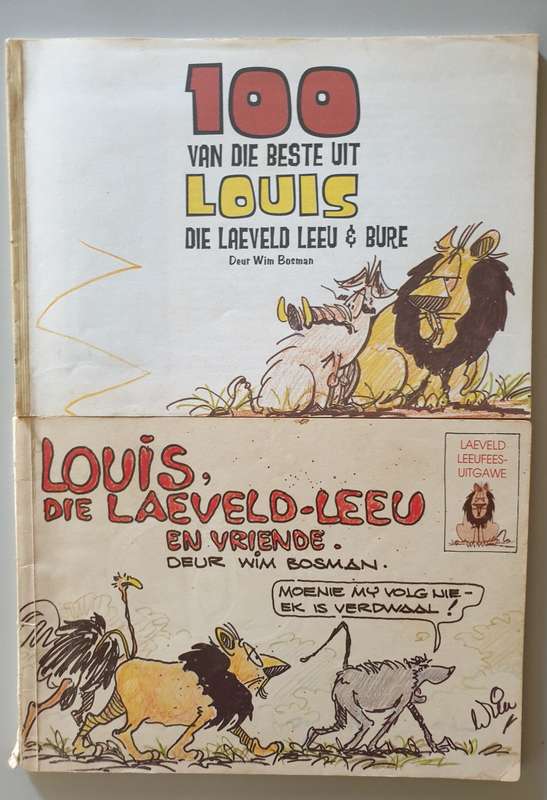 100
VAN DIE BESTE UIT
LOUIS
DIE LAEVELD LEEU & BURE
Deur Wim Bosman
LOUIS,
DIE LAEVELD-LEEU
EN VRIENDE.
DEUR WIM BOSMAN.
LAEVELD
LEEUFEES-
UITGAWE
MOENIE MY VOLG NIE-
EK IS VERDWAAL!
Wim